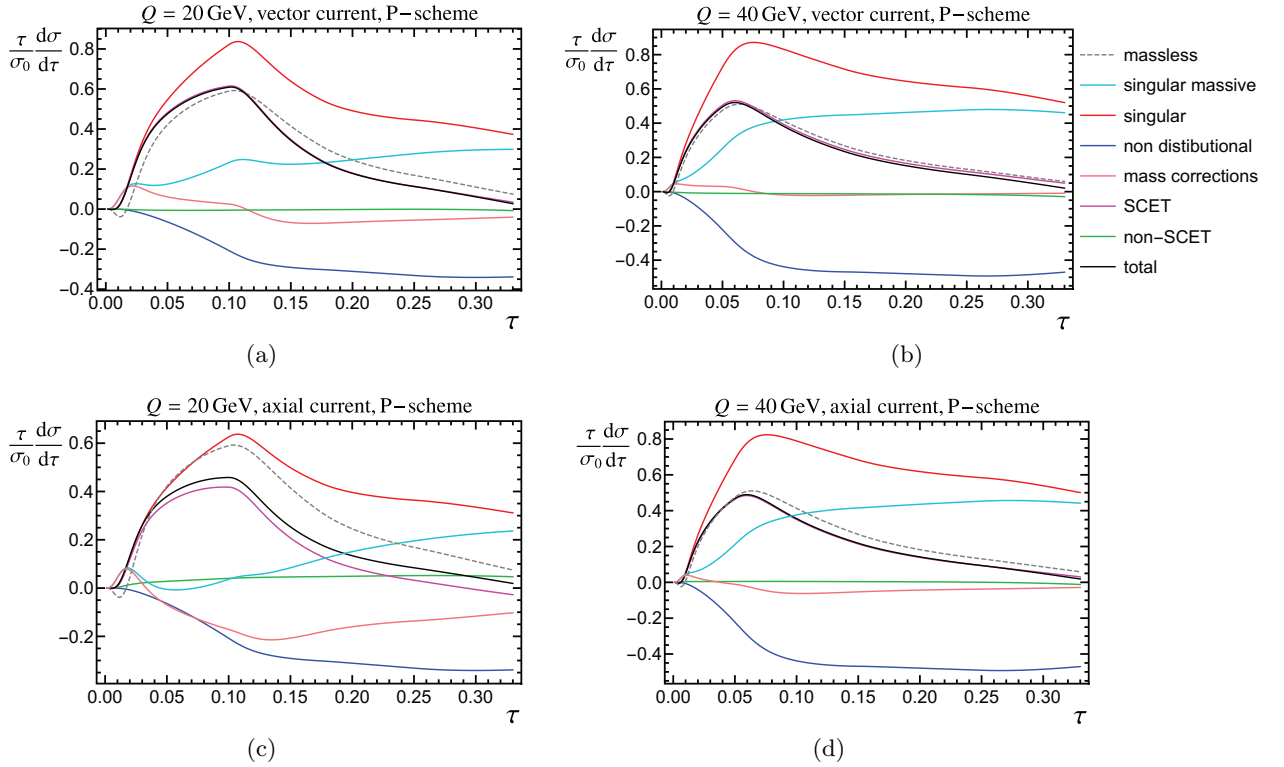 Q = 20 GeV, vector current, P−scheme
τ/σ₀ dσ/dτ
0.8
0.6
0.4
0.2
0.0
−0.2
−0.4
0.00 0.05 0.10 0.15 0.20 0.25 0.30
τ
(a)
Q = 40 GeV, vector current, P−scheme
τ/σ₀ dσ/dτ
0.8
0.6
0.4
0.2
0.0
−0.2
−0.4
0.00 0.05 0.10 0.15 0.20 0.25 0.30
τ
(b)
massless
singular massive
singular
non distibutional
mass corrections
SCET
non−SCET
total
Q = 20 GeV, axial current, P−scheme
τ/σ₀ dσ/dτ
0.6
0.4
0.2
0.0
−0.2
0.00 0.05 0.10 0.15 0.20 0.25 0.30
τ
(c)
Q = 40 GeV, axial current, P−scheme
τ/σ₀ dσ/dτ
0.8
0.6
0.4
0.2
0.0
−0.2
−0.4
0.00 0.05 0.10 0.15 0.20 0.25 0.30
τ
(d)